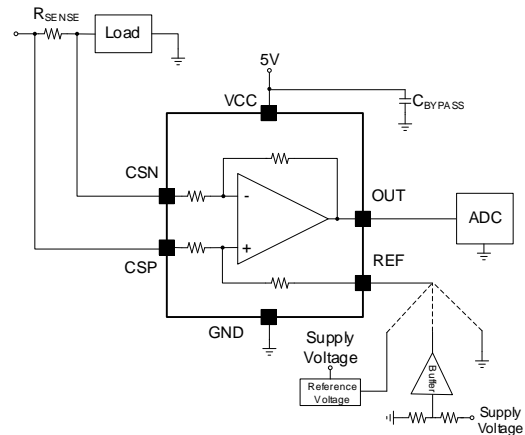 RSENSE
Load
5V
VCC
CBYPASS
CSN
-
OUT
ADC
+
CSP
REF
GND
Supply
Voltage
Reference
Voltage
Buffer
Supply
Voltage